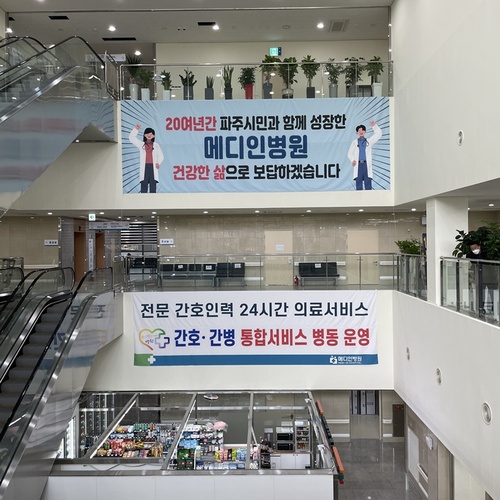 20여년간 파주시민과 함께 성장한
메디인병원
건강한 삶으로 보답하겠습니다
전문 간호인력 24시간 의료서비스
간호·간병 통합서비스 병동 운영
메디인병원